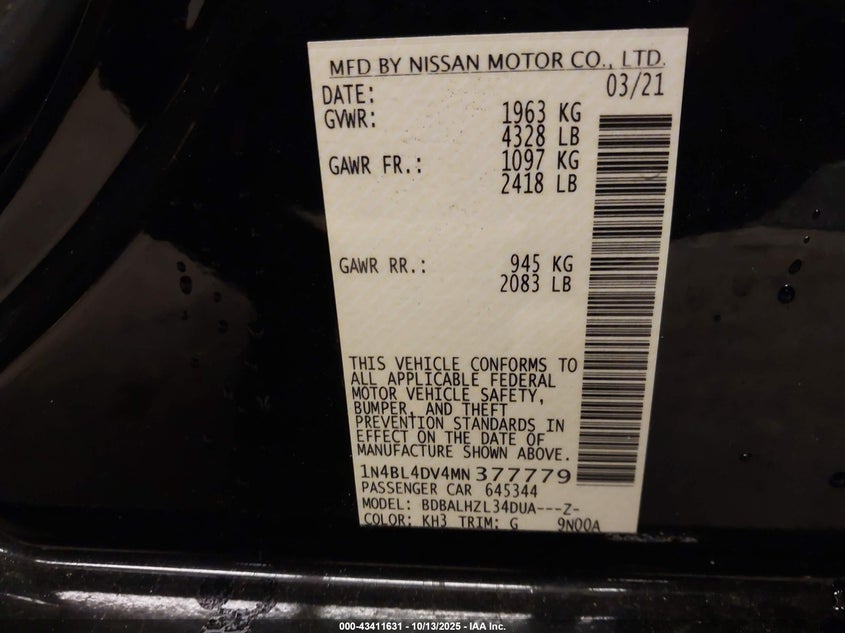 MFD BY NISSAN MOTOR CO., LTD.
DATE: 03/21
GVWR: 1963 KG
4328 LB
GAWR FR.: 1097 KG
2418 LB
GAWR RR.: 945 KG
2083 LB
THIS VEHICLE CONFORMS TO
ALL APPLICABLE FEDERAL
MOTOR VEHICLE SAFETY,
BUMPER, AND THEFT
PREVENTION STANDARDS IN
EFFECT ON THE DATE OF
MANUFACTURE SHOWN ABOVE.
1N4BL4DV4MN377779
PASSENGER CAR 645344
MODEL: BDBALHZL34DUA---Z-
COLOR: KH3 TRIM: G 9N00A
000-43411631 - 10/13/2025 - IAA Inc.